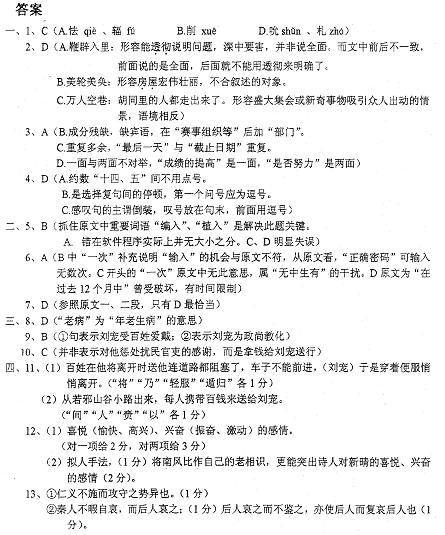 答案
一、1、C（A.怯 qiè 、辐 fú B.削 xuē D.吮shǔn 、札 zhá）
2、D（A.鞭辟入里：形容能透彻说明问题，深中要害，并非说全面。而文中前后不一致，
前面说的是全面，后面就不能用透彻来明确了。
B.美轮美奂：形容房屋宏伟壮丽，不合叙述的对象。
C.万人空巷：胡同里的人都走出来了。形容盛大集会或新奇事物吸引众人出动的情
景，语境相反）
3、A（B.成分残缺，缺宾语，在“赛事组织等”后加“部门”。
C.重复多余，“最后一天”与“截止日期”重复。
D.一面与两面不对举，“成绩的提高”是一面，“是否努力”是两面）
4、D（A.约数“十四、五”间不用点号。
B.是选择复句间的停顿，第一个问号应为逗号。
C.感叹句的主谓倒装，叹号放在句末，前面用逗号）
二、5、B（抓住原文中重要词语“编入”、“植入”是解决此题关键。
A. 错在软件程序实际上并无大小之分。C、D 明显失误）
6、A（B 中“一次”补充说明“输入”的机会与原文不符，从原文看，“正确密码”可输入
无数次。C 开头的“一次”原文中无此意思，属“无中生有”的干扰。D 原文为“在
过去 12 个月中”曾受破坏，有时间限制）
7、D（参照原文一、二段，只有 D 最恰当）
三、8、D（“老病”为“年老生病”的意思）
9、B（①句表示刘宠受百姓爱戴；②表示刘宠为政尚教化）
10、C（并非表示对他惩处扰民官吏的感谢，而是拿钱给刘宠送行）
四、11、（1）百姓在他将离开时送他连道路都阻塞了，车子不能前进，（刘宠）于是穿着便服悄
悄离开。（“将”“乃”“轻服”“遁归”各 1 分）
（2）从若邪山谷小路出来，每人携带百钱来送给刘宠。
（“间”“人”“赍”“以”各 1 分）
12、（1）喜悦（愉快、高兴）、兴奋（振奋、激动）的感情。
（对一项给 2 分，对两项给 3 分）
（2）拟人手法，（1 分）将南风比作自己的老相识，更能突出诗人对新晴的喜悦、兴奋
的感情（2 分）。
13、①仁义不施而攻守之势异也。（1 分）
②秦人不暇自哀，而后人哀之；（1 分）后人哀之而不鉴之，亦使后人而复哀后人也（1
分）。